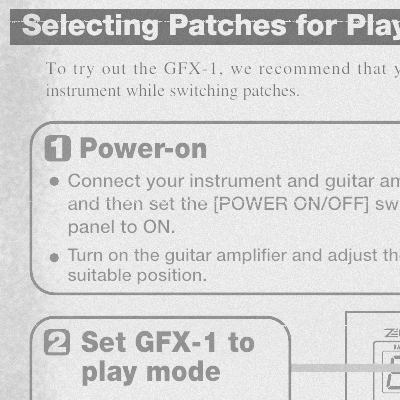 Selecting Patches for Play
To try out the GFX-1, we recommend that y
instrument while switching patches.
1 Power-on
• Connect your instrument and guitar am
and then set the [POWER ON/OFF] sw
panel to ON.
• Turn on the guitar amplifier and adjust th
suitable position.
2 Set GFX-1 to
play mode